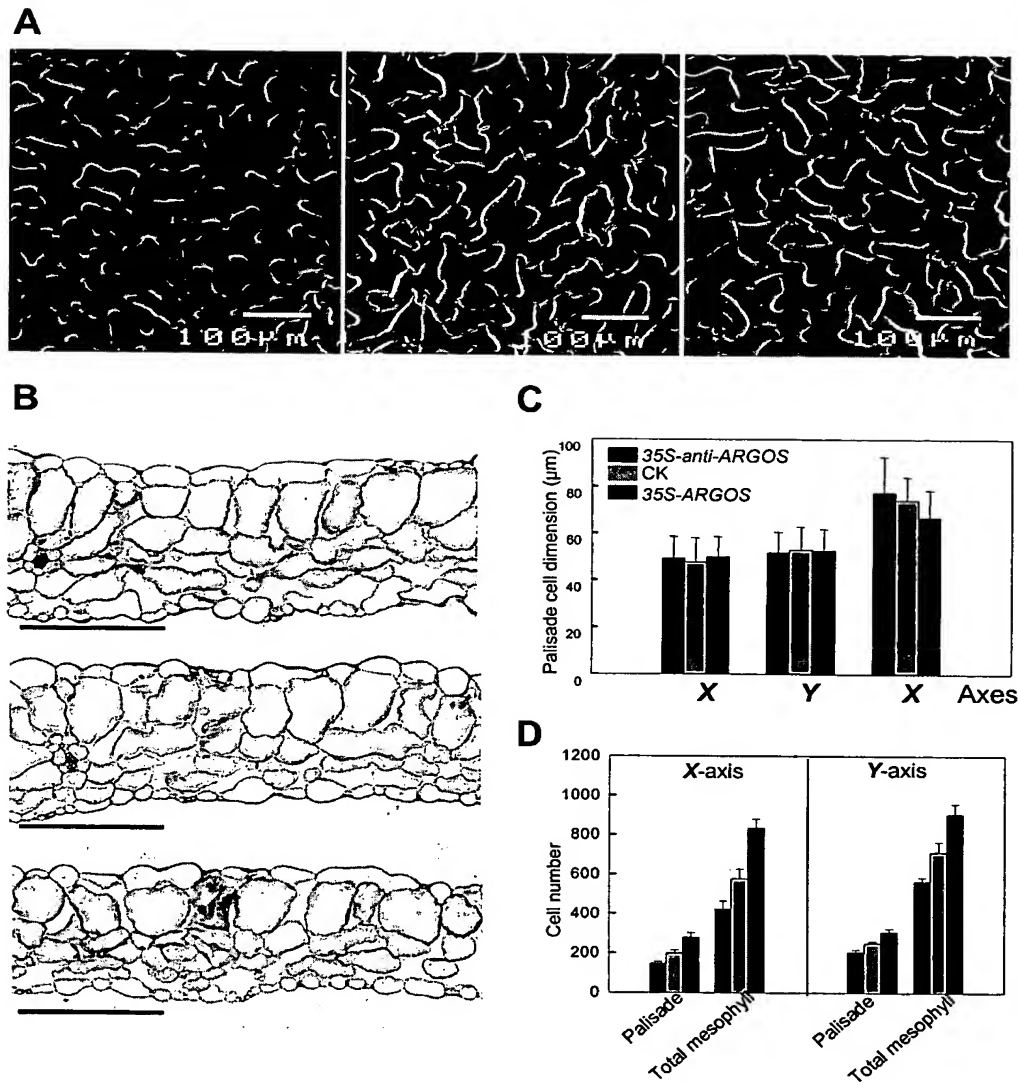 A
100μm
100μm
100μm
B
C
Palisade cell dimension (μm)
100
80
60
40
20
0
35S-anti-ARGOS
CK
35S-ARGOS
X Y X Axes
D
Cell number
1200
1000
800
600
400
200
0
X-axis
Y-axis
Palisade
Total mesophyll
Palisade
Total mesophyll